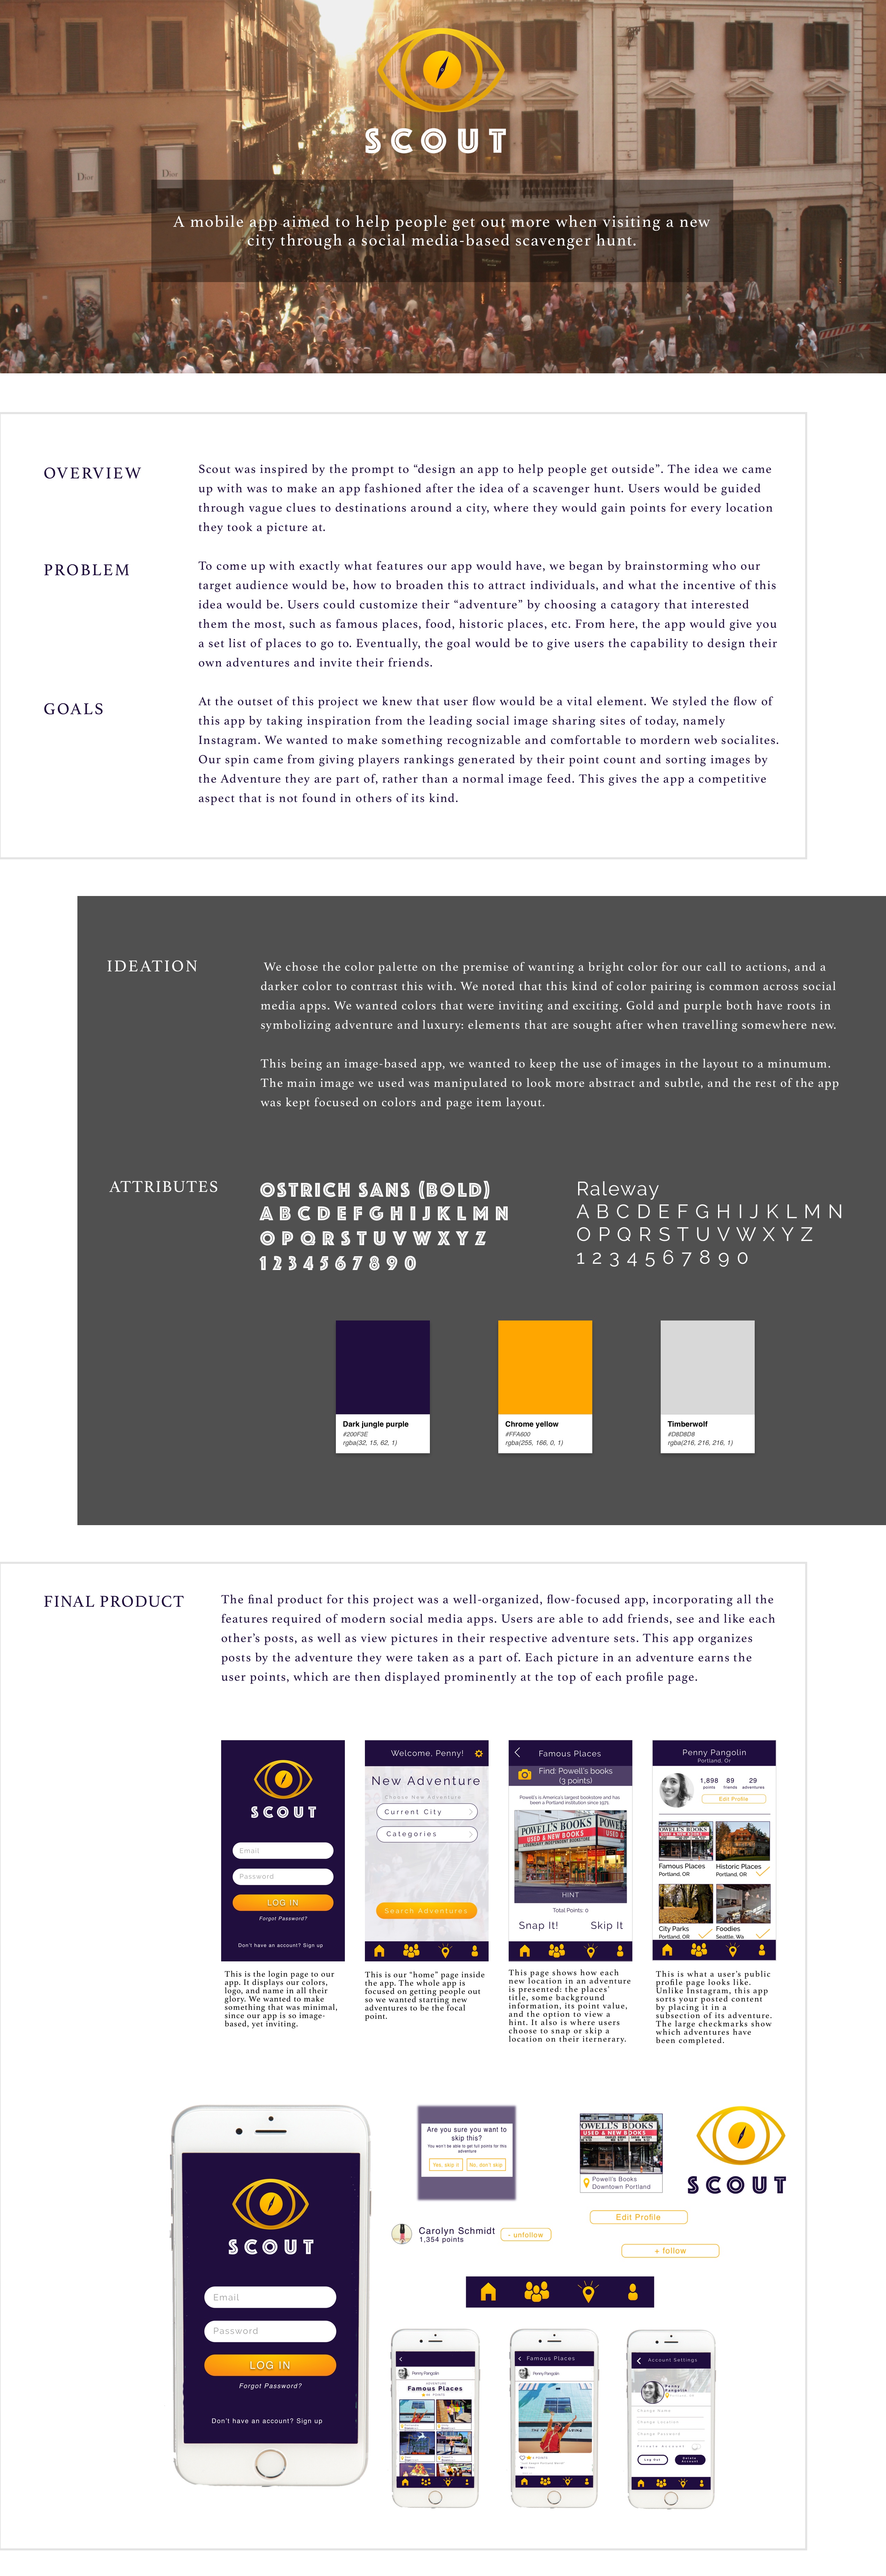 Dior
Dior
SCOUT
A mobile app aimed to help people get out more when visiting a new
city through a social media-based scavenger hunt.
OVERVIEW
Scout was inspired by the prompt to “design an app to help people get outside”. The idea we came
up with was to make an app fashioned after the idea of a scavenger hunt. Users would be guided
through vague clues to destinations around a city, where they would gain points for every location
they took a picture at.
PROBLEM
To come up with exactly what features our app would have, we began by brainstorming who our
target audience would be, how to broaden this to attract individuals, and what the incentive of this
idea would be. Users could customize their “adventure” by choosing a catagory that interested
them the most, such as famous places, food, historic places, etc. From here, the app would give you
a set list of places to go to. Eventually, the goal would be to give users the capability to design their
own adventures and invite their friends.
GOALS
At the outset of this project we knew that user flow would be a vital element. We styled the flow of
this app by taking inspiration from the leading social image sharing sites of today, namely
Instagram. We wanted to make something recognizable and comfortable to mordern web socialites.
Our spin came from giving players rankings generated by their point count and sorting images by
the Adventure they are part of, rather than a normal image feed. This gives the app a competitive
aspect that is not found in others of its kind.
IDEATION
We chose the color palette on the premise of wanting a bright color for our call to actions, and a
darker color to contrast this with. We noted that this kind of color pairing is common across social
media apps. We wanted colors that were inviting and exciting. Gold and purple both have roots in
symbolizing adventure and luxury: elements that are sought after when travelling somewhere new.
This being an image-based app, we wanted to keep the use of images in the layout to a minumum.
The main image we used was manipulated to look more abstract and subtle, and the rest of the app
was kept focused on colors and page item layout.
ATTRIBUTES
OSTRICH SANS (BOLD)
A B C D E F G H I J K L M N
O P Q R S T U V W X Y Z
1 2 3 4 5 6 7 8 9 0
Raleway
A B C D E F G H I J K L M N
O P Q R S T U V W X Y Z
1 2 3 4 5 6 7 8 9 0
Dark jungle purple
#200F3E
rgba(32, 15, 62, 1)
Chrome yellow
#FFA600
rgba(255, 166, 0, 1)
Timberwolf
#D8D8D8
rgba(216, 216, 216, 1)
FINAL PRODUCT
The final product for this project was a well-organized, flow-focused app, incorporating all the
features required of modern social media apps. Users are able to add friends, see and like each
other’s posts, as well as view pictures in their respective adventure sets. This app organizes
posts by the adventure they were taken as a part of. Each picture in an adventure earns the
user points, which are then displayed prominently at the top of each profile page.
SCOUT
Email
Password
LOG IN
Forgot Password?
Don't have an account? Sign up
This is the login page to our
app. It displays our colors,
logo, and name in all their
glory. We wanted to make
something that was minimal,
since our app is so image-
based, yet inviting.
Welcome, Penny!
New Adventure
Choose New Adventure
Current City
Categories
Search Adventures
This is our “home” page inside
the app. The whole app is
focused on getting people out
so we wanted starting new
adventures to be the focal
point.
Famous Places
Find: Powell's books
(3 points)
Powell's is America's largest bookstore and has
been a Portland institution since 1971.
POWELL'S BOOKS
USED & NEW BOOKS
HINT
Total Points: 0
Snap It!
Skip It
This page shows how each
new location in an adventure
is presented: the places’
title, some background
information, its point value,
and the option to view a
hint. It also is where users
choose to snap or skip a
location on their iternerary.
Penny Pangolin
Portland, Or
1,898 89 29
points friends adventures
Edit Profile
POWELL'S BOOKS
USED & NEW BOOKS
Famous Places
Portland, OR
Historic Places
Portland, OR
City Parks
Portland, OR
Foodies
Seattle, Wa
This is what a user’s public
profile page looks like.
Unlike Instagram, this app
sorts your posted content
by placing it in a
subsection of its adventure.
The large checkmarks show
which adventures have
been completed.
SCOUT
Email
Password
LOG IN
Forgot Password?
Don't have an account? Sign up
Are you sure you want to
skip this?
You won't be able to get full points for this
adventure
Yes, skip it
No, don't skip
OWELL'S BOOKS
USED & NEW BOOKS
Powell's Books
Downtown Portland
SCOUT
Carolyn Schmidt
1,354 points
- unfollow
Edit Profile
+ follow
Penny Pangolin
ADVENTURE
Famous Places
Famous Places
Penny Pangolin
Account Settings
Penny
Pangolin
Change Name
Change Location
Change Password
Private Account
Log Out
Delete
Account